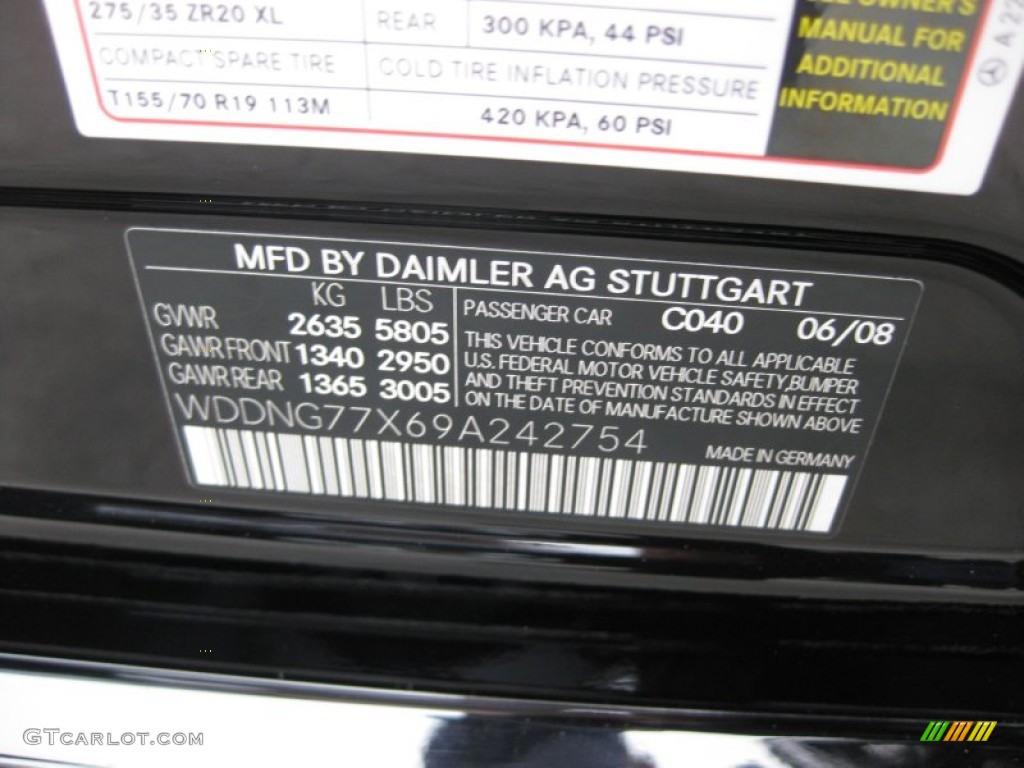 275/35 ZR20 XL REAR 300 KPA, 44 PSI
COMPACT SPARE TIRE COLD TIRE INFLATION PRESSURE
T155/70 R19 113M 420 KPA, 60 PSI
OWNER'S
MANUAL FOR
ADDITIONAL
INFORMATION
A 22
MFD BY DAIMLER AG STUTTGART
KG LBS
GVWR 2635 5805
GAWR FRONT 1340 2950
GAWR REAR 1365 3005
PASSENGER CAR C040 06/08
THIS VEHICLE CONFORMS TO ALL APPLICABLE
U.S. FEDERAL MOTOR VEHICLE SAFETY,BUMPER
AND THEFT PREVENTION STANDARDS IN EFFECT
ON THE DATE OF MANUFACTURE SHOWN ABOVE
WDDNG77X69A242754
MADE IN GERMANY
GTCarlot.com